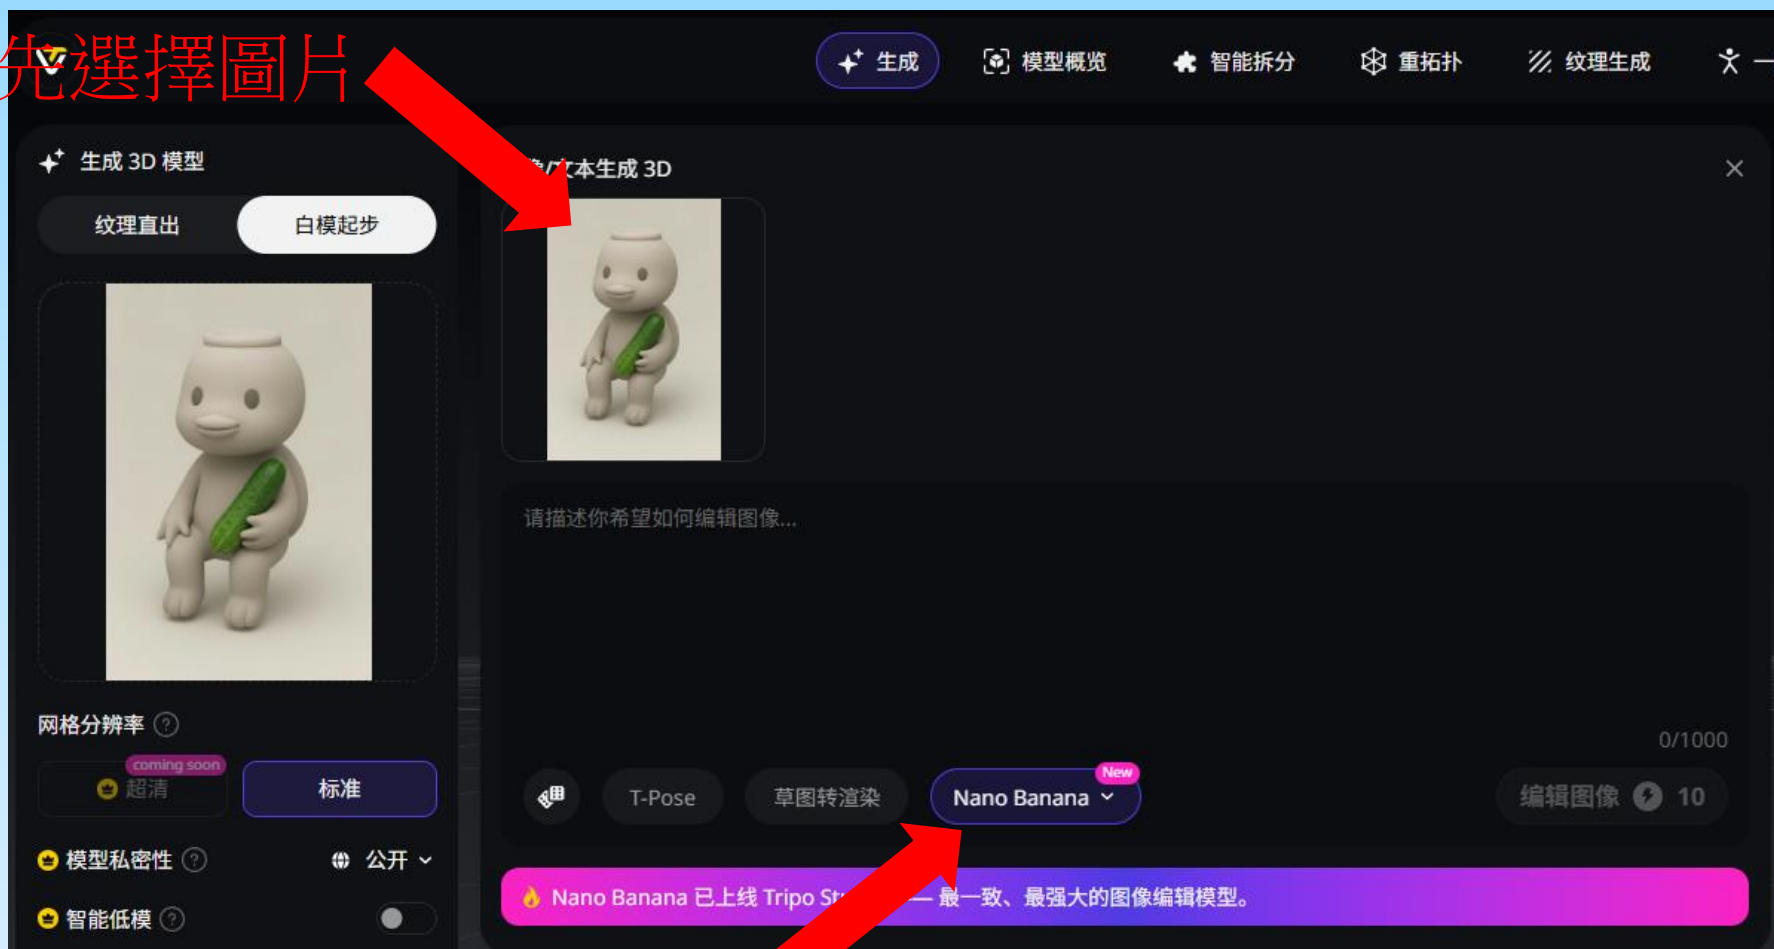 先選擇圖片
生成
模型概览
智能拆分
重拓扑
纹理生成
生成 3D 模型
纹理直出
白模起步
/文本生成 3D
请描述你希望如何编辑图像...
0/1000
网格分辨率
coming soon
超清
标准
T-Pose
草图转渲染
Nano Banana
New
编辑图像 10
模型私密性
公开
Nano Banana 已上线 Tripo — 最一致、最强大的图像编辑模型。
智能低模